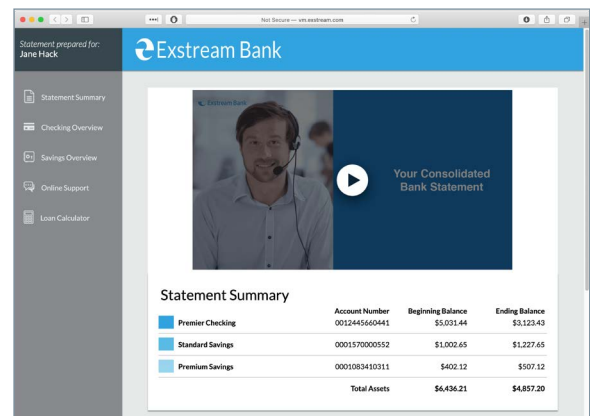 Not Secure — vm.exstream.com
Statement prepared for:
Jane Hack
Exstream Bank
Statement Summary
Checking Overview
Savings Overview
Online Support
Loan Calculator
Exstream Bank
Your Consolidated
Bank Statement
Statement Summary
Account Number Beginning Balance Ending Balance
Premier Checking 0012445660441 $5,031.44 $3,123.43
Standard Savings 0001570000552 $1,002.65 $1,227.65
Premium Savings 0001083410311 $402.12 $507.12
Total Assets $6,436.21 $4,857.20